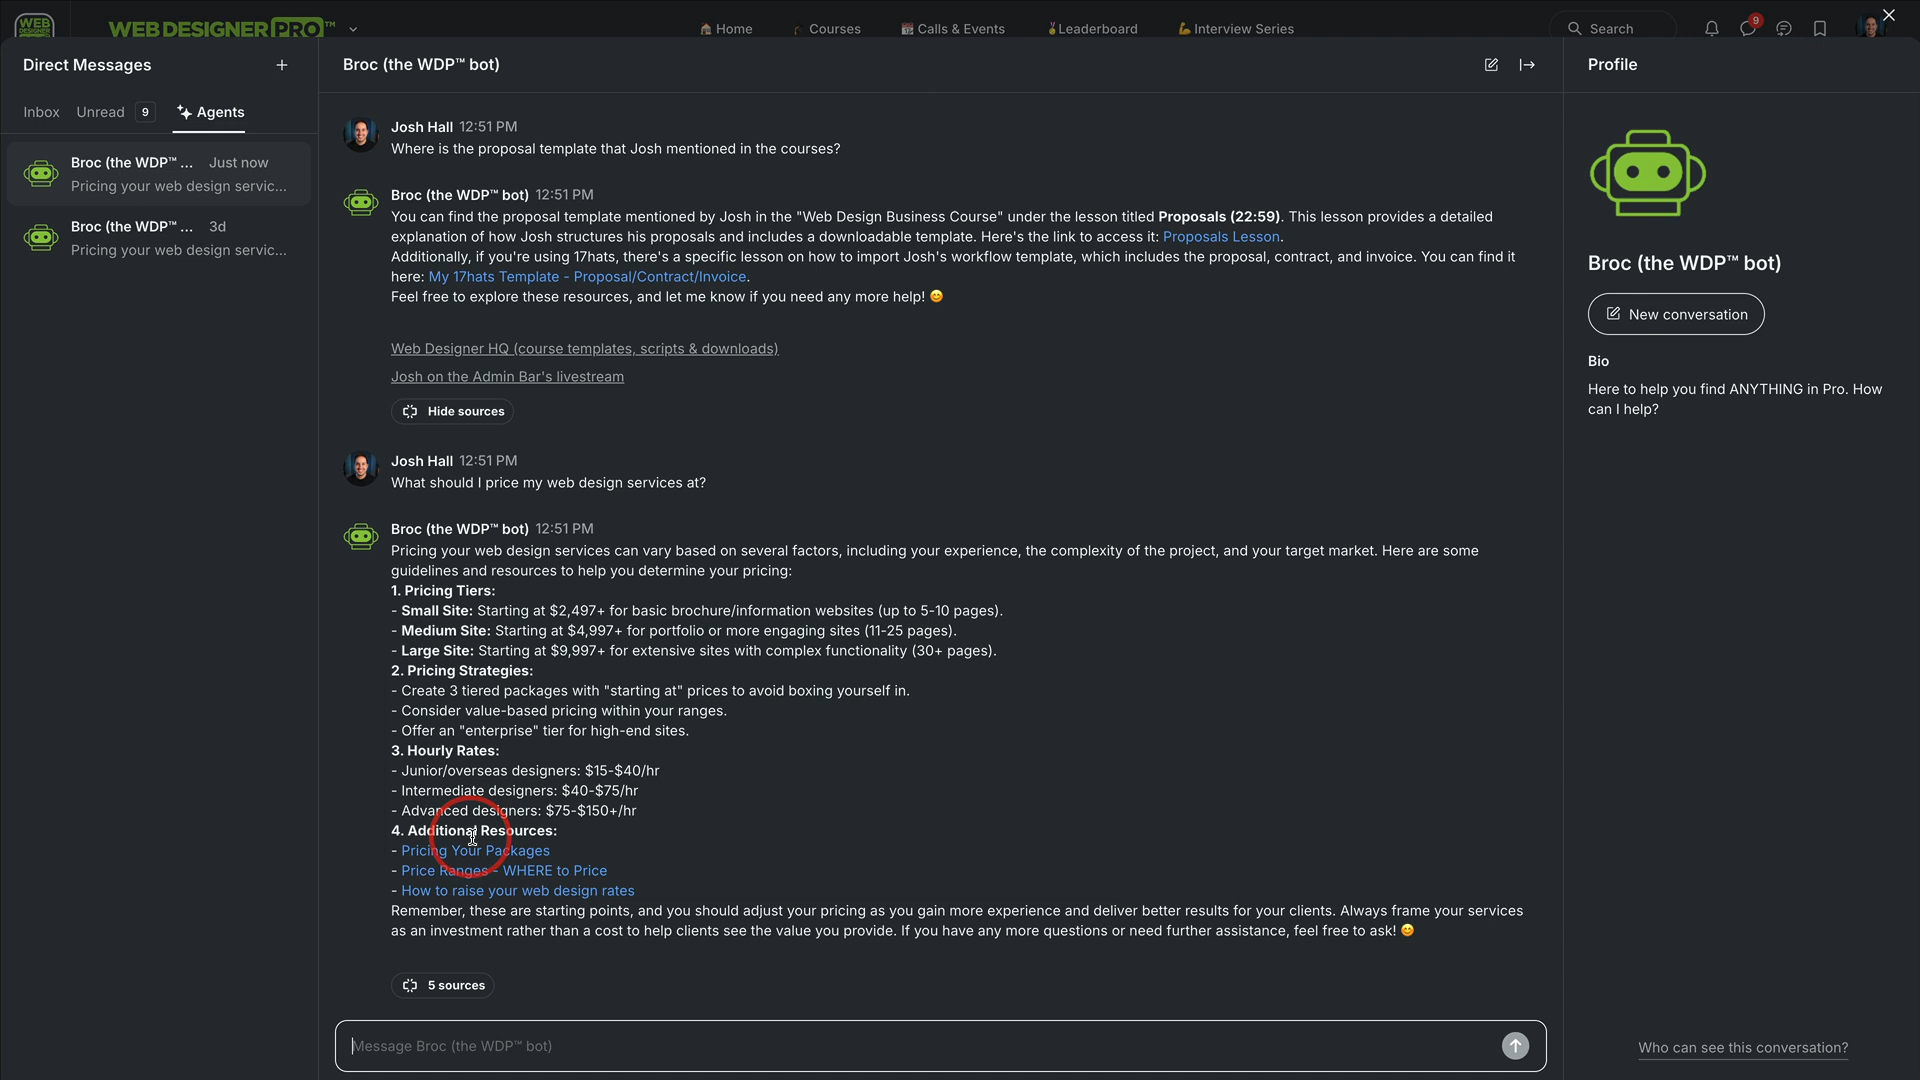 WEB DESIGNER
WEBDESIGNERPRO™
Home
Courses
Calls & Events
Leaderboard
Interview Series
Search
9
Direct Messages
Inbox
Unread 9
Agents
Broc (the WDP™ ... Just now
Pricing your web design servic...
Broc (the WDP™ ... 3d
Pricing your web design servic...
Broc (the WDP™ bot)
Josh Hall 12:51 PM
Where is the proposal template that Josh mentioned in the courses?
Broc (the WDP™ bot) 12:51 PM
You can find the proposal template mentioned by Josh in the "Web Design Business Course" under the lesson titled Proposals (22:59). This lesson provides a detailed
explanation of how Josh structures his proposals and includes a downloadable template. Here's the link to access it: Proposals Lesson.
Additionally, if you're using 17hats, there's a specific lesson on how to import Josh's workflow template, which includes the proposal, contract, and invoice. You can find it
here: My 17hats Template - Proposal/Contract/Invoice.
Feel free to explore these resources, and let me know if you need any more help! 😊
Web Designer HQ (course templates, scripts & downloads)
Josh on the Admin Bar's livestream
Hide sources
Josh Hall 12:51 PM
What should I price my web design services at?
Broc (the WDP™ bot) 12:51 PM
Pricing your web design services can vary based on several factors, including your experience, the complexity of the project, and your target market. Here are some
guidelines and resources to help you determine your pricing:
1. Pricing Tiers:
- Small Site: Starting at $2,497+ for basic brochure/information websites (up to 5-10 pages).
- Medium Site: Starting at $4,997+ for portfolio or more engaging sites (11-25 pages).
- Large Site: Starting at $9,997+ for extensive sites with complex functionality (30+ pages).
2. Pricing Strategies:
- Create 3 tiered packages with "starting at" prices to avoid boxing yourself in.
- Consider value-based pricing within your ranges.
- Offer an "enterprise" tier for high-end sites.
3. Hourly Rates:
- Junior/overseas designers: $15-$40/hr
- Intermediate designers: $40-$75/hr
- Advanced designers: $75-$150+/hr
4. Additional Resources:
- Pricing Your Packages
- Price Ranges - WHERE to Price
- How to raise your web design rates
Remember, these are starting points, and you should adjust your pricing as you gain more experience and deliver better results for your clients. Always frame your services
as an investment rather than a cost to help clients see the value you provide. If you have any more questions or need further assistance, feel free to ask! 😊
5 sources
Message Broc (the WDP™ bot)
Profile
Broc (the WDP™ bot)
New conversation
Bio
Here to help you find ANYTHING in Pro. How
can I help?
Who can see this conversation?